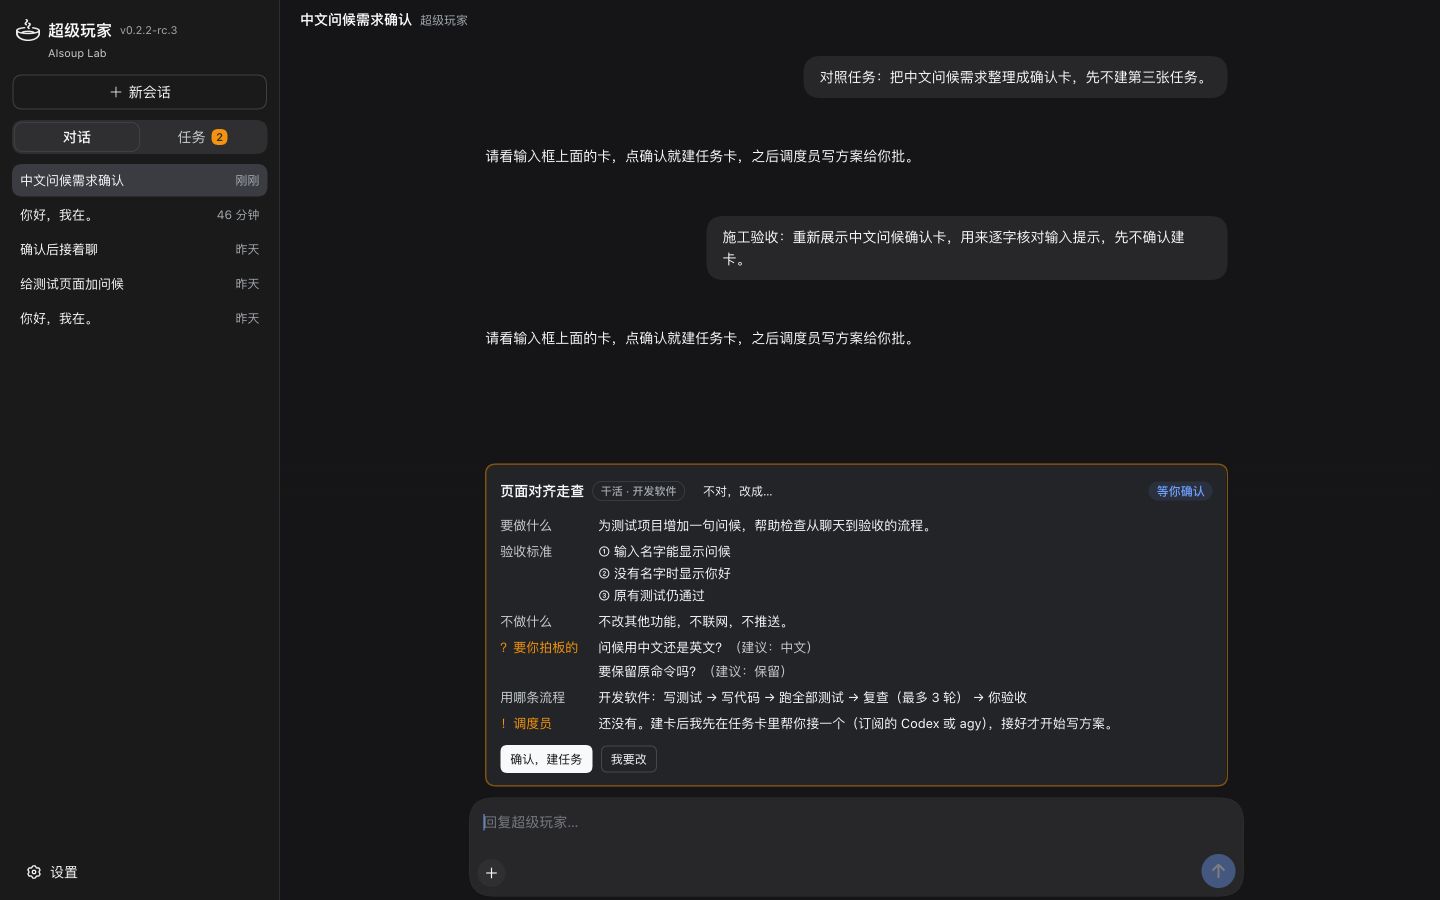 超级玩家 v0.2.2-rc.3
AIsoup Lab
新会话
对话 任务 2
中文问候需求确认 刚刚
你好，我在。 46 分钟
确认后接着聊 昨天
给测试页面加问候 昨天
你好，我在。 昨天
设置
中文问候需求确认 超级玩家
对照任务：把中文问候需求整理成确认卡，先不建第三张任务。
请看输入框上面的卡，点确认就建任务卡，之后调度员写方案给你批。
施工验收：重新展示中文问候确认卡，用来逐字核对输入提示，先不确认建
卡。
请看输入框上面的卡，点确认就建任务卡，之后调度员写方案给你批。
页面对齐走查 干活 · 开发软件 不对，改成... 等你确认
要做什么 为测试项目增加一句问候，帮助检查从聊天到验收的流程。
验收标准 ① 输入名字能显示问候
② 没有名字时显示你好
③ 原有测试仍通过
不做什么 不改其他功能，不联网，不推送。
? 要你拍板的 问候用中文还是英文？（建议：中文）
要保留原命令吗？（建议：保留）
用哪条流程 开发软件：写测试 → 写代码 → 跑全部测试 → 复查（最多 3 轮） → 你验收
! 调度员 还没有。建卡后我先在任务卡里帮你接一个（订阅的 Codex 或 agy），接好才开始写方案。
确认，建任务 我要改
回复超级玩家...